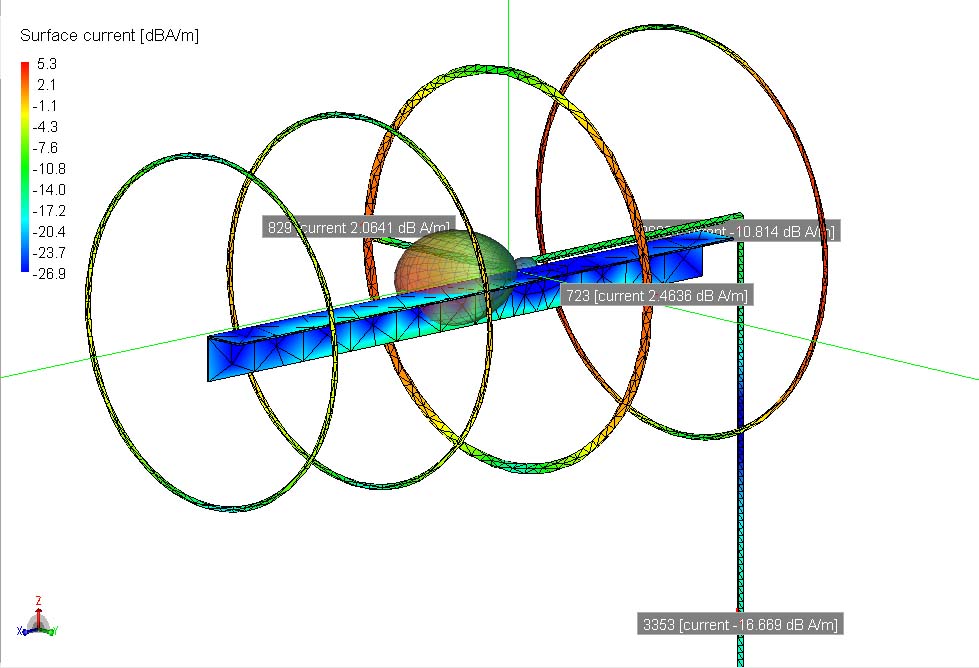 Surface current [dBA/m]
5.3
2.1
-1.1
-4.3
-7.6
-10.8
-14.0
-17.2
-20.4
-23.7
-26.9
829 [current 2.0641 dB A/m]
-10.814 dB A/m]
723 [current 2.4636 dB A/m]
3353 [current -16.669 dB A/m]
Z
X
Y